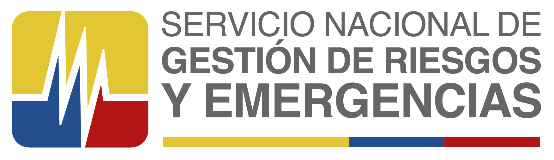 SERVICIO NACIONAL DE
GESTIÓN DE RIESGOS
Y EMERGENCIAS